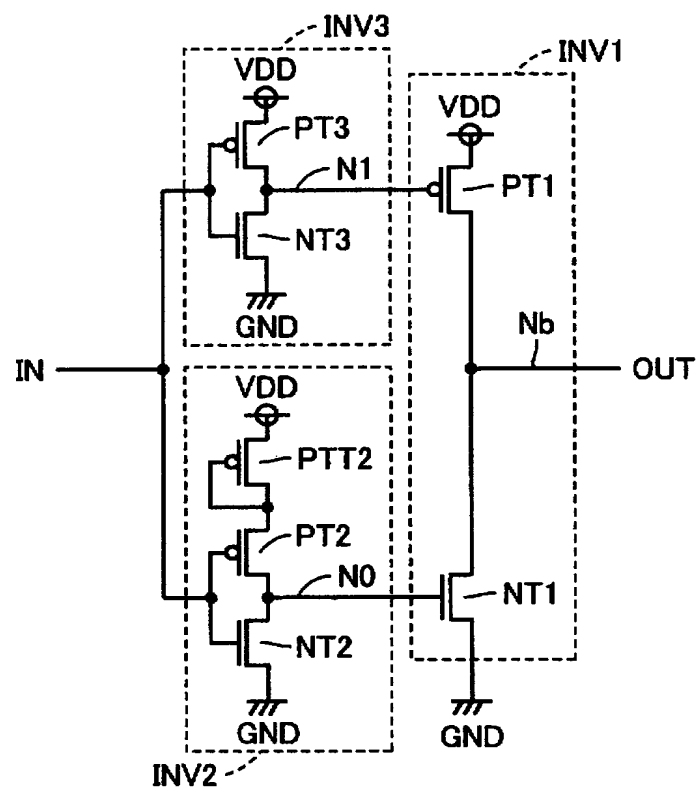 INV3
INV1
VDD
VDD
PT3
N1
PT1
NT3
GND
Nb
IN
OUT
VDD
PTT2
PT2
N0
NT1
NT2
GND
GND
INV2